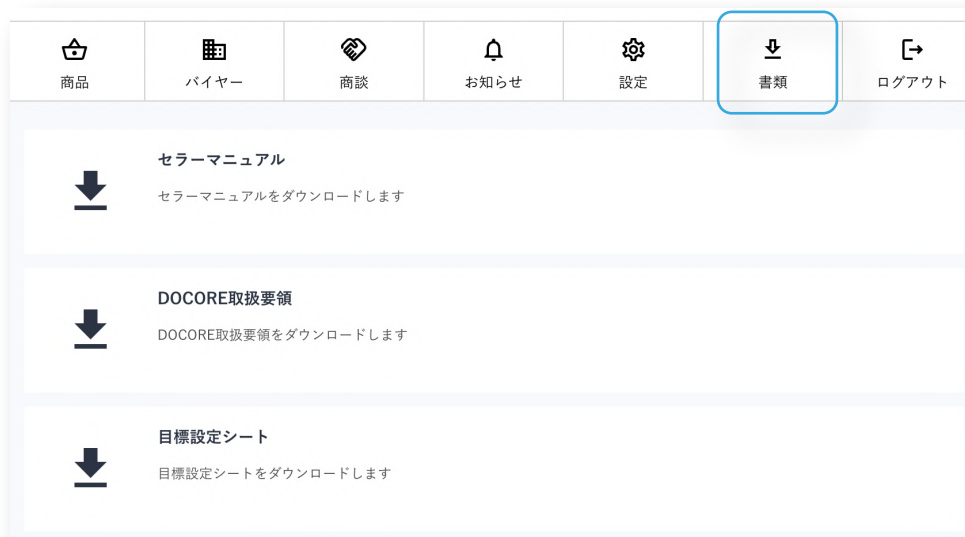 商品
バイヤー
商談
お知らせ
設定
書類
ログアウト
セラーマニュアル
セラーマニュアルをダウンロードします
DOCORE取扱要領
DOCORE取扱要領をダウンロードします
目標設定シート
目標設定シートをダウンロードします